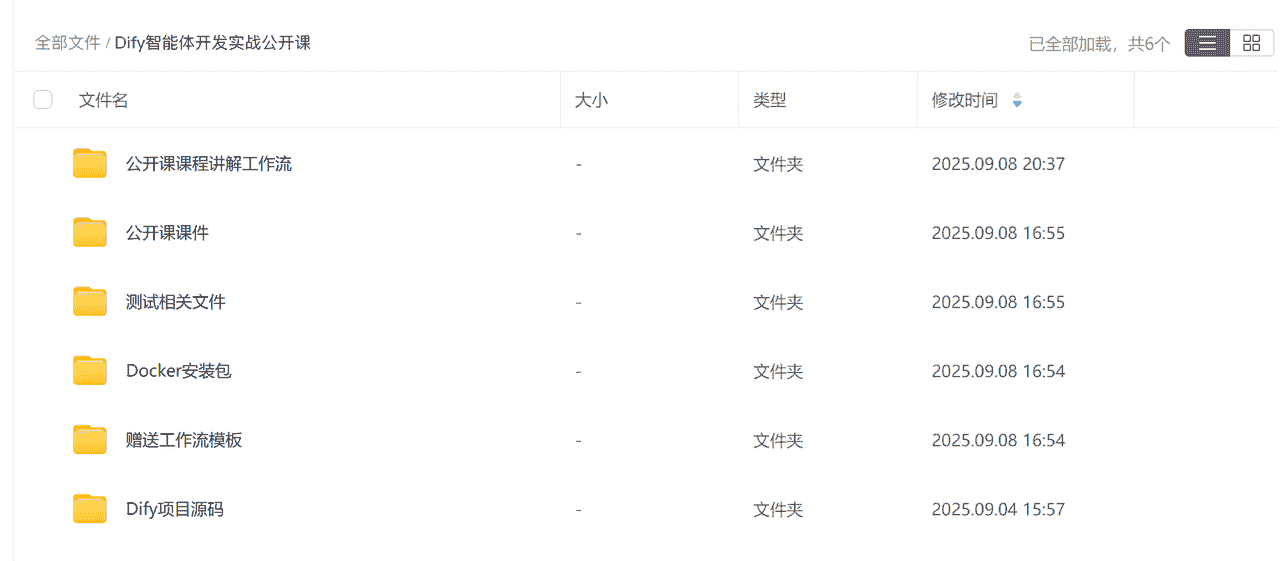 全部文件 / Dify智能体开发实战公开课 已全部加载，共6个
文件名 大小 类型 修改时间
公开课课程讲解工作流 - 文件夹 2025.09.08 20:37
公开课课件 - 文件夹 2025.09.08 16:55
测试相关文件 - 文件夹 2025.09.08 16:55
Docker安装包 - 文件夹 2025.09.08 16:54
赠送工作流模板 - 文件夹 2025.09.08 16:54
Dify项目源码 - 文件夹 2025.09.04 15:57